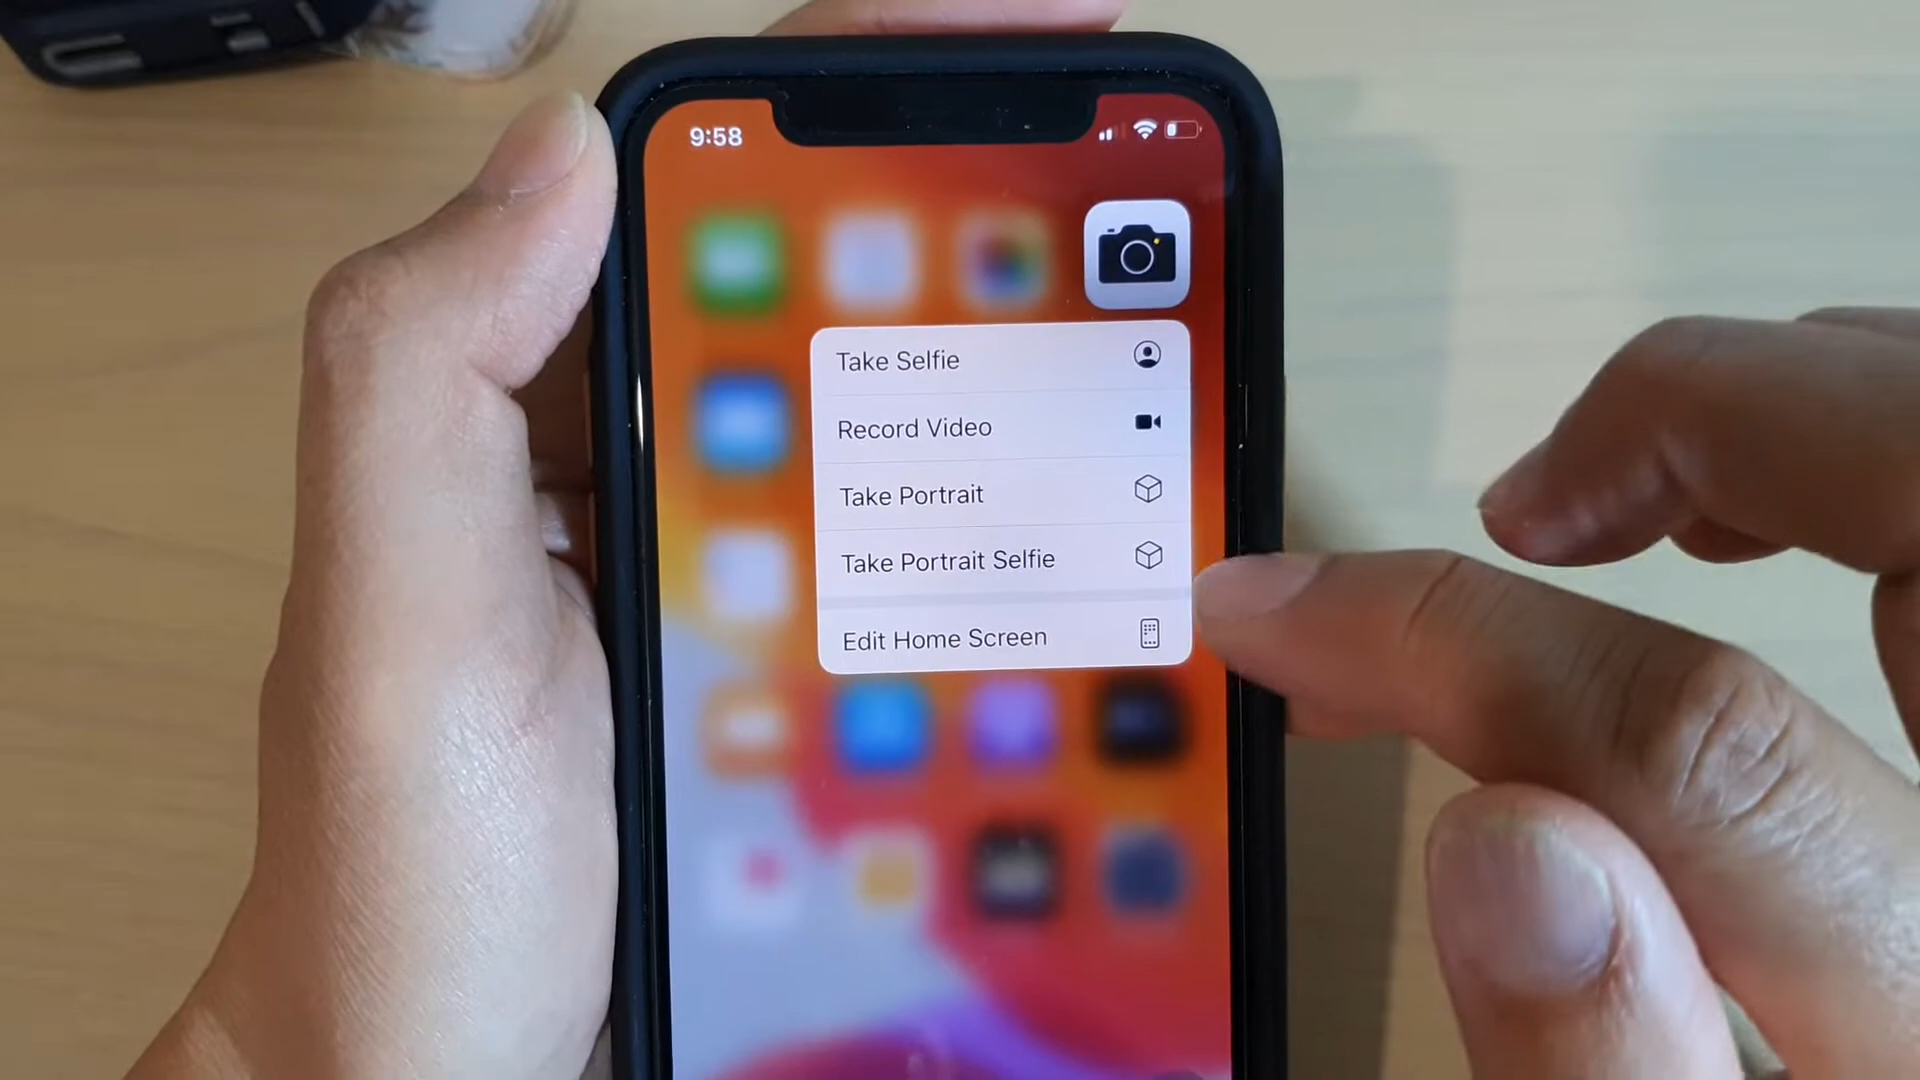 9:58
Take Selfie
Record Video
Take Portrait
Take Portrait Selfie
Edit Home Screen